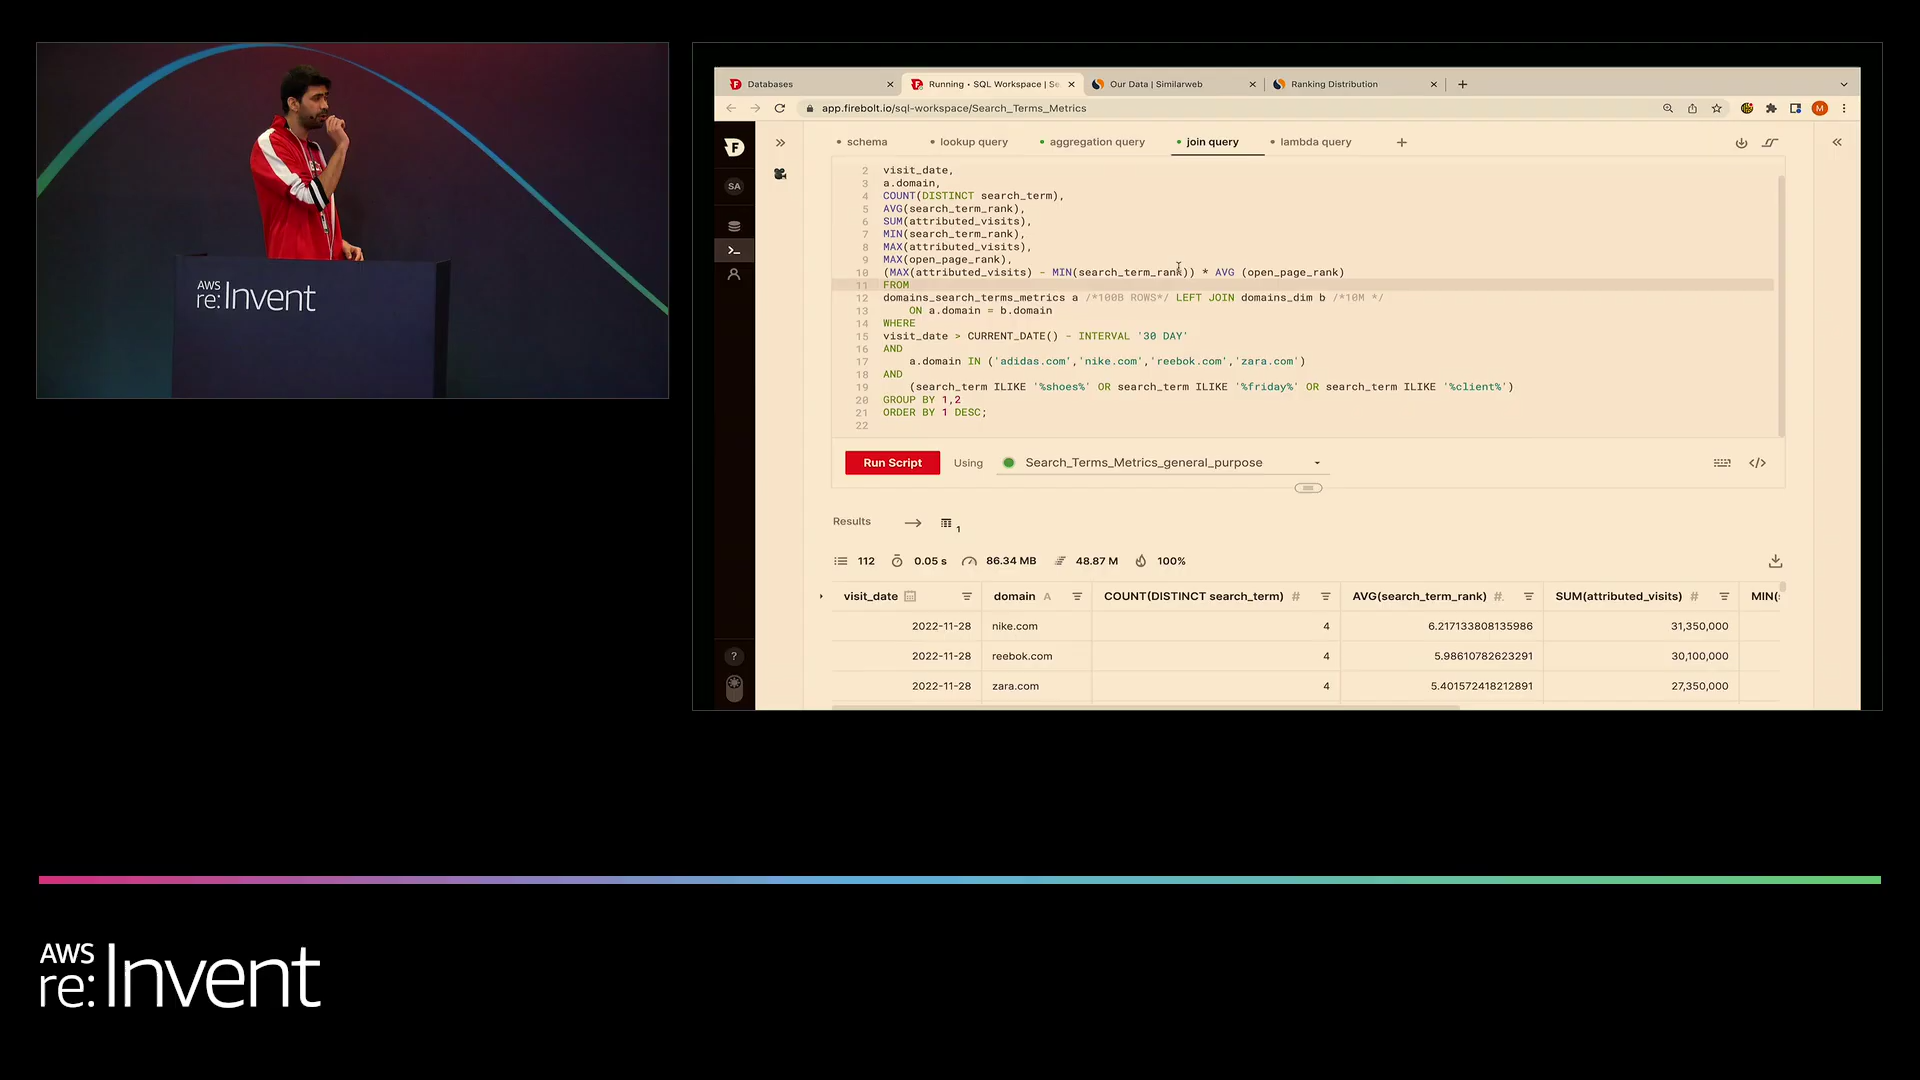 AWS
re:Invent
Databases
Running • SQL Workspace | Se
Our Data | Similarweb
Ranking Distribution
app.firebolt.io/sql-workspace/Search_Terms_Metrics
M
F
SA
schema
lookup query
aggregation query
join query
lambda query
2 visit_date,
3 a.domain,
4 COUNT(DISTINCT search_term),
5 AVG(search_term_rank),
6 SUM(attributed_visits),
7 MIN(search_term_rank),
8 MAX(attributed_visits),
9 MAX(open_page_rank),
10 (MAX(attributed_visits) - MIN(search_term_rank)) * AVG (open_page_rank)
11 FROM
12 domains_search_terms_metrics a /*100B ROWS*/ LEFT JOIN domains_dim b /*10M */
13 ON a.domain = b.domain
14 WHERE
15 visit_date > CURRENT_DATE() - INTERVAL '30 DAY'
16 AND
17 a.domain IN ('adidas.com','nike.com','reebok.com','zara.com')
18 AND
19 (search_term ILIKE '%shoes%' OR search_term ILIKE '%friday%' OR search_term ILIKE '%client%')
20 GROUP BY 1,2
21 ORDER BY 1 DESC;
22
Run Script Using Search_Terms_Metrics_general_purpose
Results 1
112 0.05 s 86.34 MB 48.87 M 100%
visit_date domain A COUNT(DISTINCT search_term) # AVG(search_term_rank) #. SUM(attributed_visits) # MIN(s
2022-11-28 nike.com 4 6.217133808135986 31,350,000
2022-11-28 reebok.com 4 5.98610782623291 30,100,000
2022-11-28 zara.com 4 5.401572418212891 27,350,000
?
AWS
re:Invent